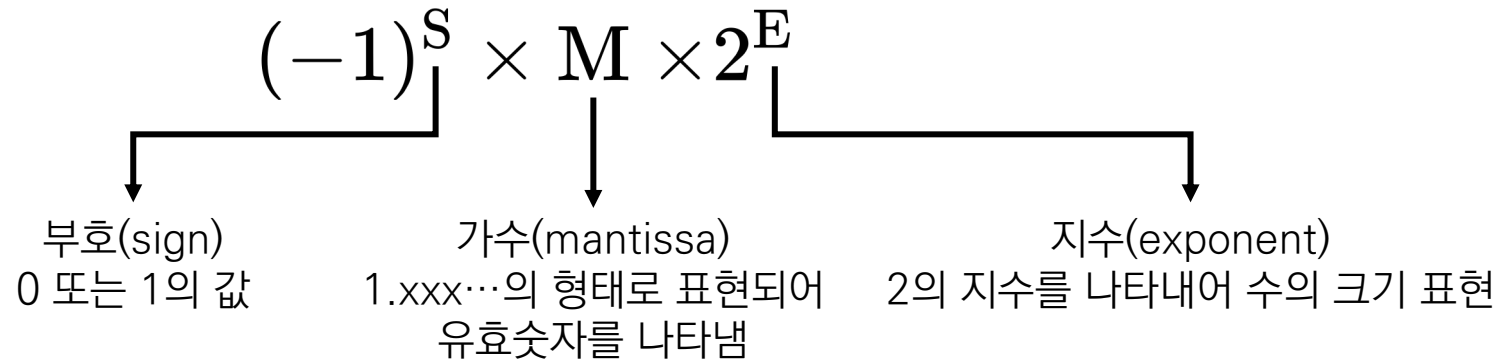 (−1)^S × M × 2^E
부호(sign)
0 또는 1의 값
가수(mantissa)
1.xxx…의 형태로 표현되어
유효숫자를 나타냄
지수(exponent)
2의 지수를 나타내어 수의 크기 표현